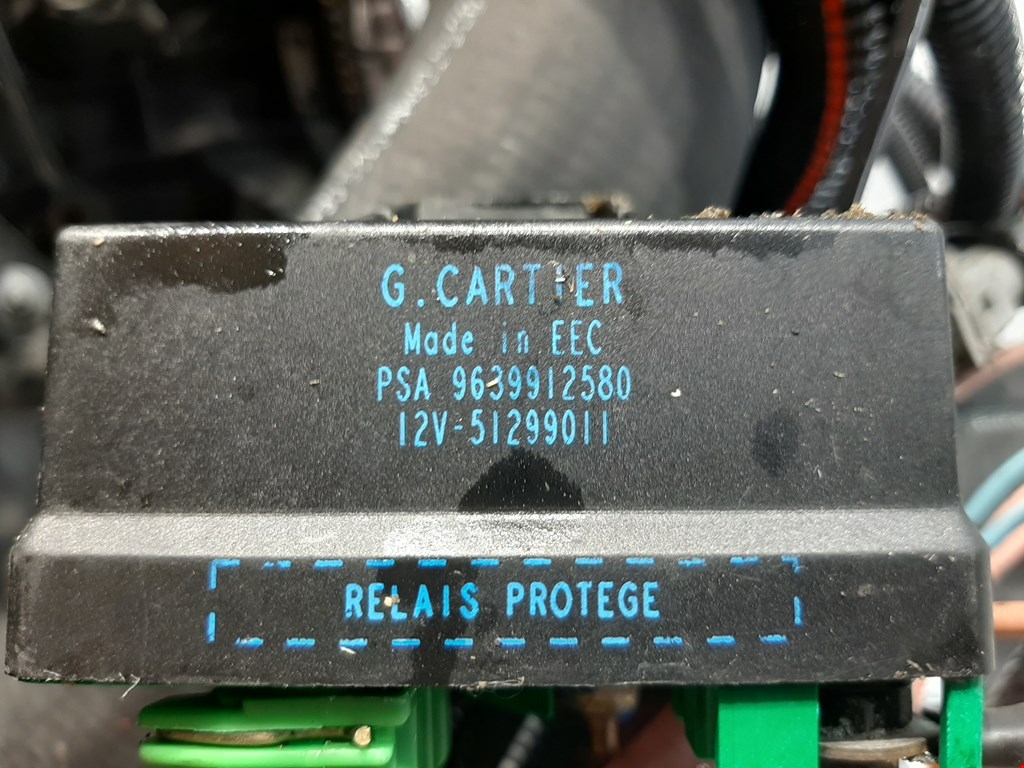 G.CARTIER
Made in EEC
PSA 9639912580
12V-51299011
RELAIS PROTEGE